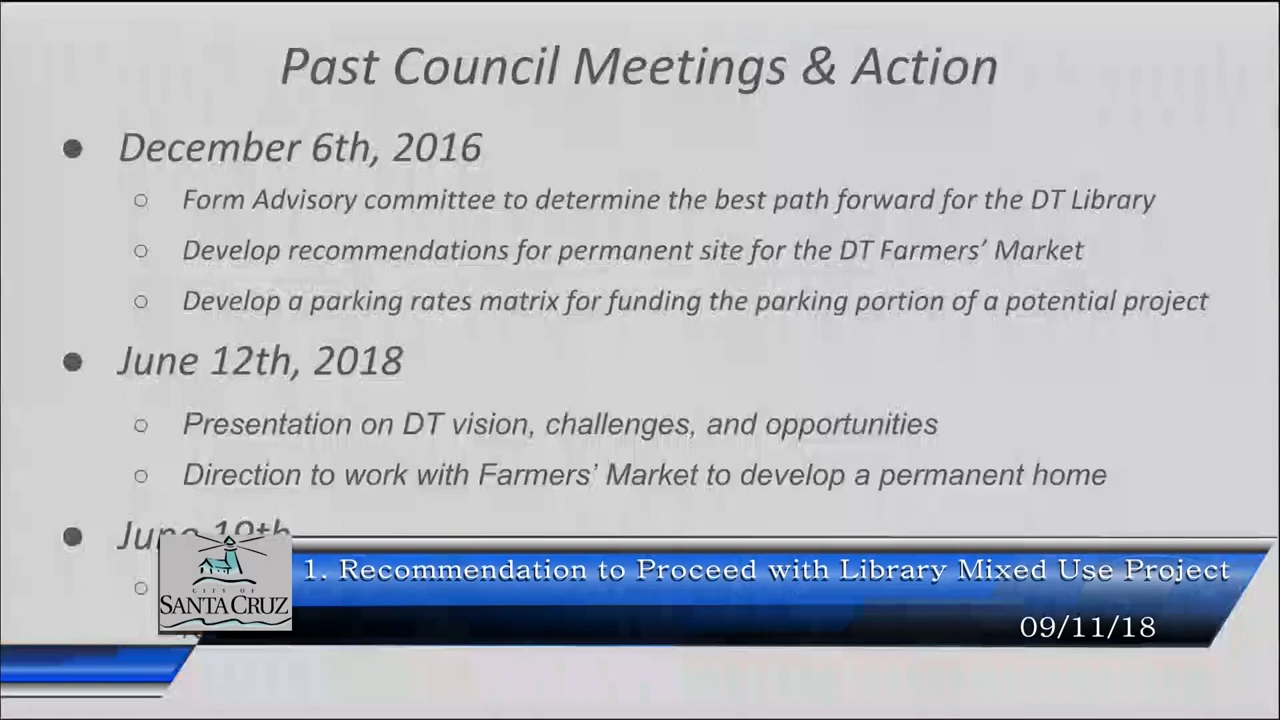 Past Council Meetings & Action
● December 6th, 2016
○ Form Advisory committee to determine the best path forward for the DT Library
○ Develop recommendations for permanent site for the DT Farmers’ Market
○ Develop a parking rates matrix for funding the parking portion of a potential project
● June 12th, 2018
○ Presentation on DT vision, challenges, and opportunities
○ Direction to work with Farmers’ Market to develop a permanent home
● June 19th
1. Recommendation to Proceed with Library Mixed Use Project
CITY OF
SANTA CRUZ
09/11/18